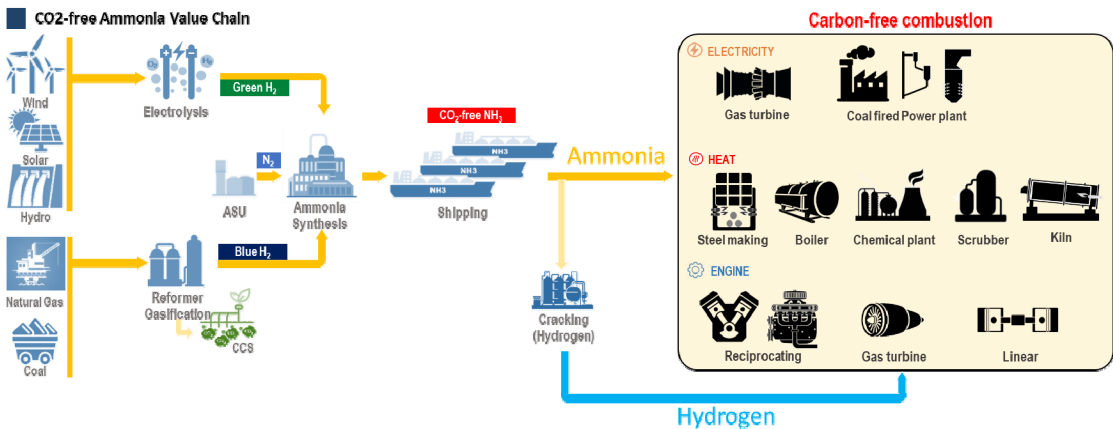 CO2-free Ammonia Value Chain
Carbon-free combustion
Wind
Solar
Hydro
Electrolysis
O₂
H₂
Green H₂
N₂
ASU
Ammonia
Synthesis
CO₂-free NH₃
NH3
NH3
NH3
Shipping
Ammonia
Natural Gas
Coal
Reformer
Gasification
Blue H₂
CCS
Cracking
(Hydrogen)
Hydrogen
ELECTRICITY
Gas turbine
Coal fired Power plant
HEAT
Steel making
Boiler
Chemical plant
Scrubber
Kiln
ENGINE
Reciprocating
Gas turbine
Linear